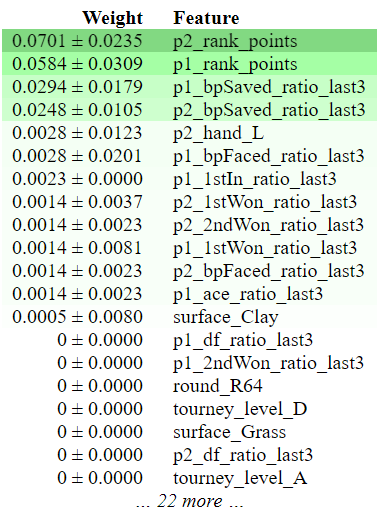 Weight Feature
0.0701 ± 0.0235 p2_rank_points
0.0584 ± 0.0309 p1_rank_points
0.0294 ± 0.0179 p1_bpSaved_ratio_last3
0.0248 ± 0.0105 p2_bpSaved_ratio_last3
0.0028 ± 0.0123 p2_hand_L
0.0028 ± 0.0201 p1_bpFaced_ratio_last3
0.0023 ± 0.0000 p1_1stIn_ratio_last3
0.0014 ± 0.0037 p2_1stWon_ratio_last3
0.0014 ± 0.0023 p2_2ndWon_ratio_last3
0.0014 ± 0.0081 p1_1stWon_ratio_last3
0.0014 ± 0.0023 p2_bpFaced_ratio_last3
0.0014 ± 0.0023 p1_ace_ratio_last3
0.0005 ± 0.0080 surface_Clay
0 ± 0.0000 p1_df_ratio_last3
0 ± 0.0000 p1_2ndWon_ratio_last3
0 ± 0.0000 round_R64
0 ± 0.0000 tourney_level_D
0 ± 0.0000 surface_Grass
0 ± 0.0000 p2_df_ratio_last3
0 ± 0.0000 tourney_level_A
… 22 more …